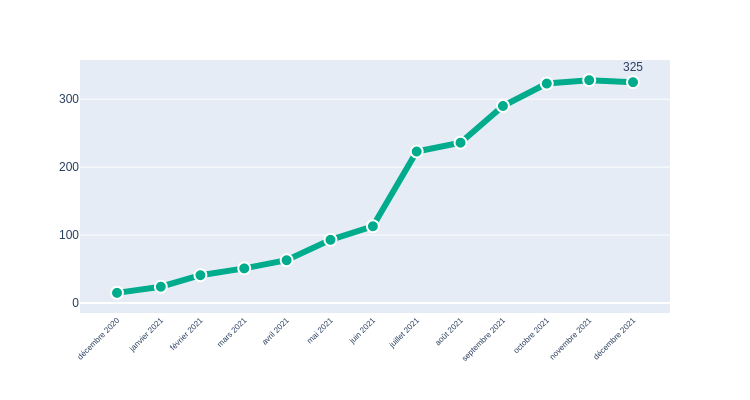 325
300
200
100
0
décembre 2020
janvier 2021
février 2021
mars 2021
avril 2021
mai 2021
juin 2021
juillet 2021
août 2021
septembre 2021
octobre 2021
novembre 2021
décembre 2021